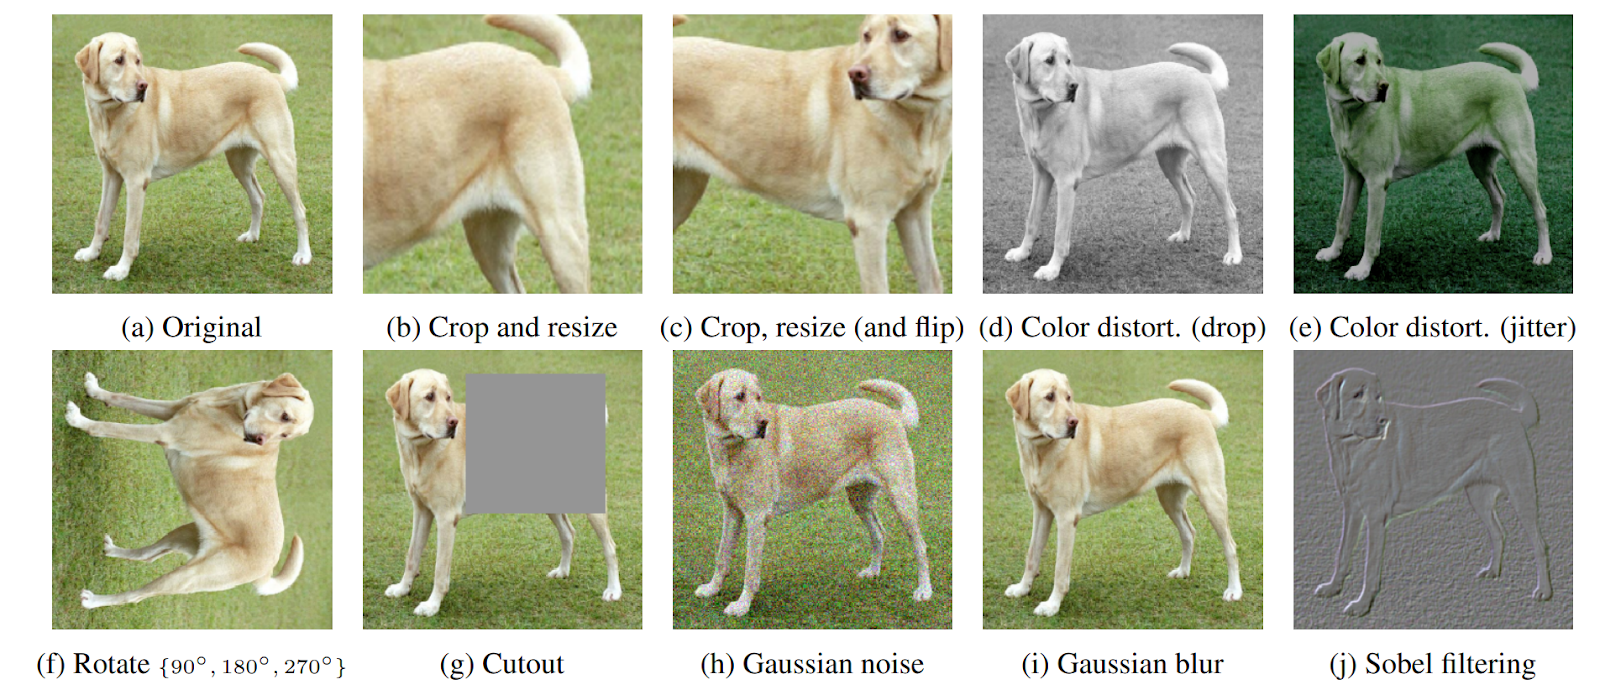 (a) Original
(b) Crop and resize
(c) Crop, resize (and flip)
(d) Color distort. (drop)
(e) Color distort. (jitter)
(f) Rotate {90°, 180°, 270°}
(g) Cutout
(h) Gaussian noise
(i) Gaussian blur
(j) Sobel filtering